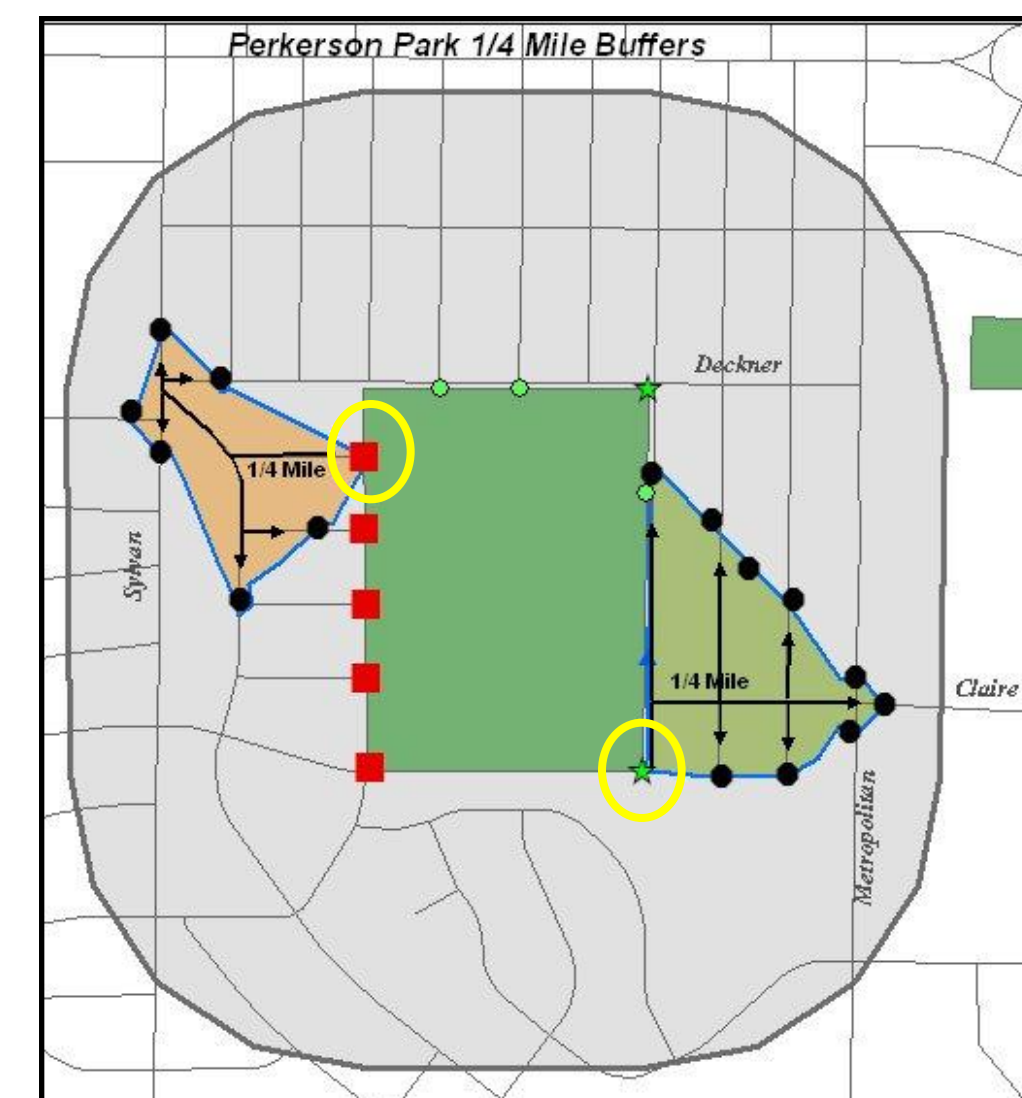 Perkerson Park 1/4 Mile Buffers
Deckner
1/4 Mile
Sylvan
1/4 Mile
Claire
Metropolitan